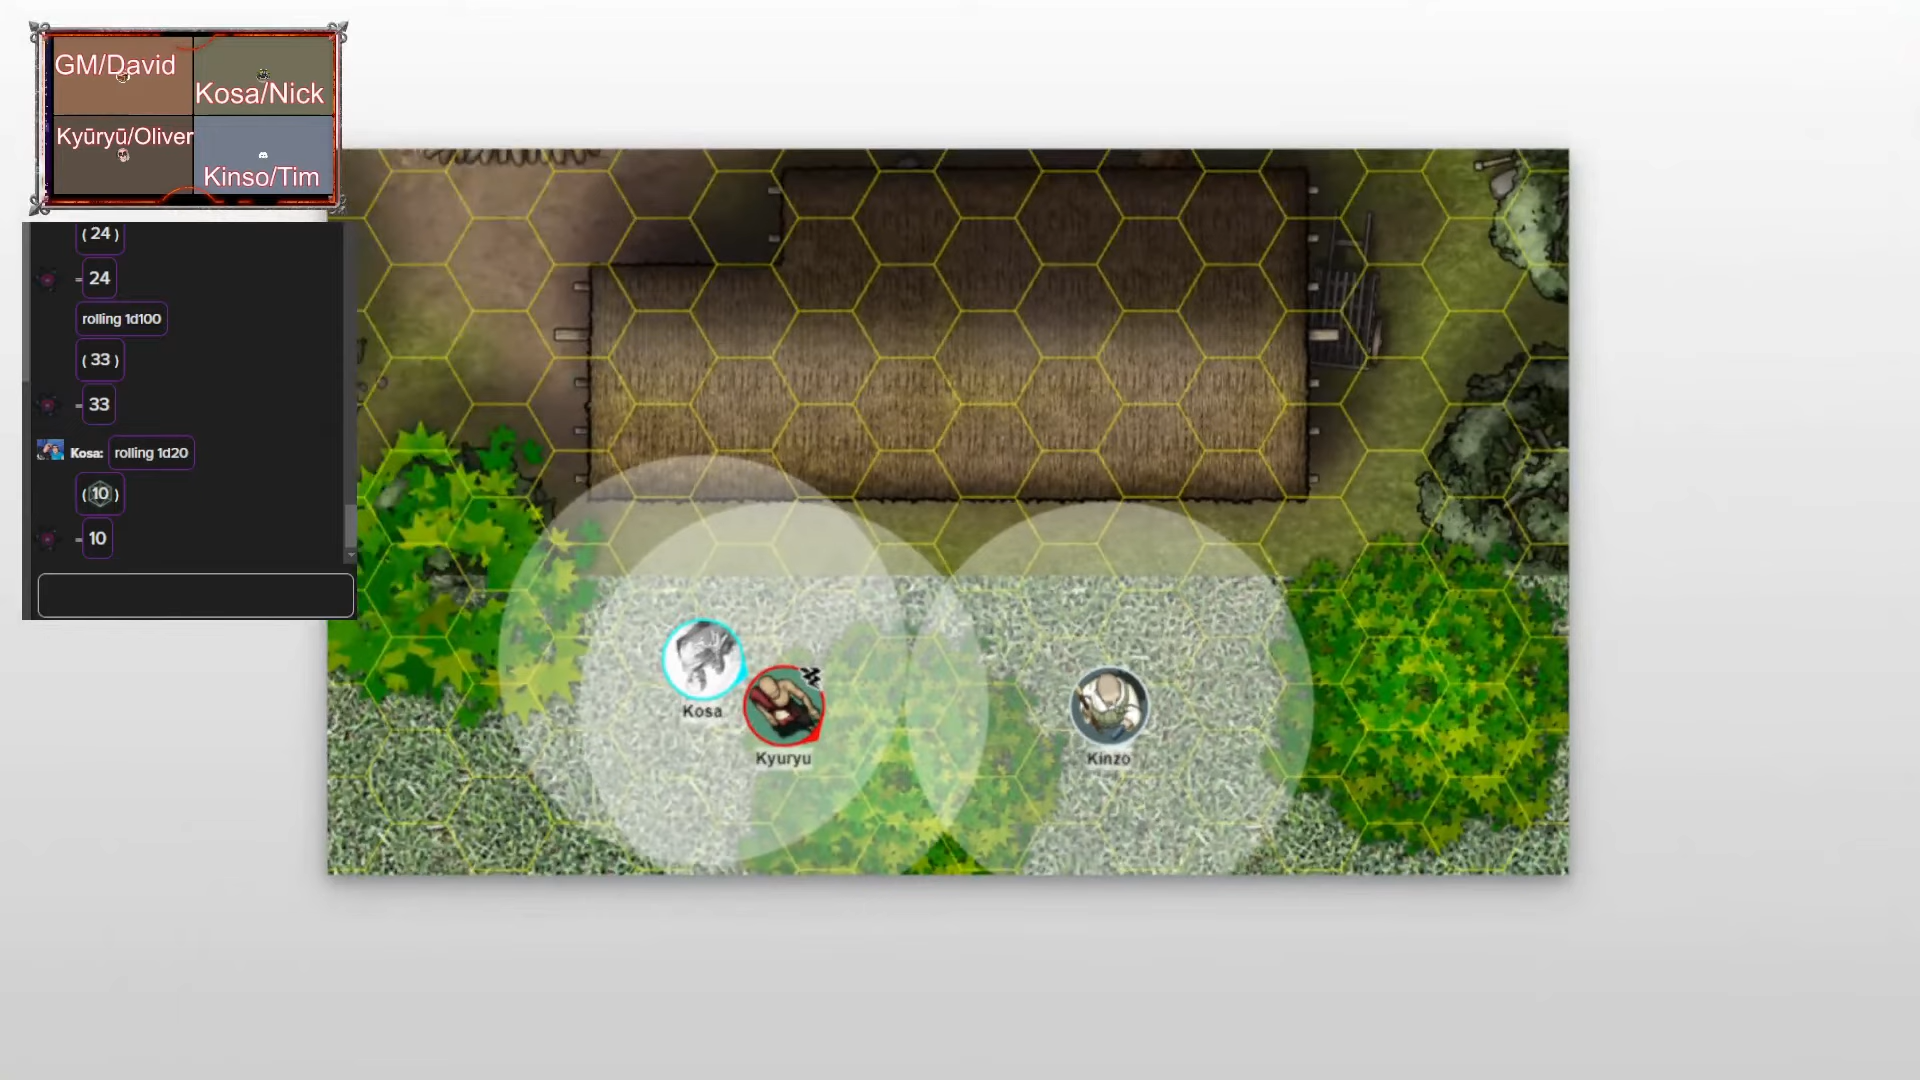 GM/David
Kosa/Nick
Kyūryū/Oliver
Kinso/Tim
(24)
=24
rolling 1d100
(33)
=33
Kosa: rolling 1d20
(10)
=10
Kosa
Kyuryu
Kinzo